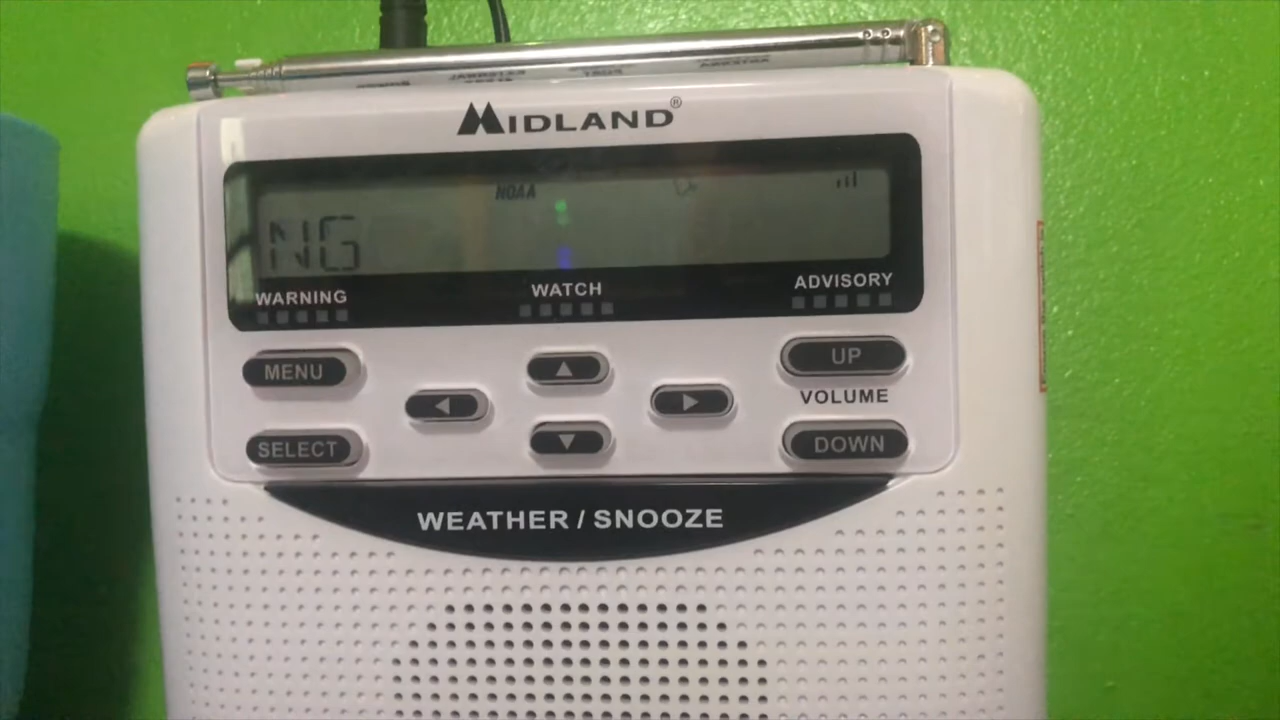 MIDLAND®
NOAA
NG
WARNING
WATCH
ADVISORY
MENU
UP
VOLUME
SELECT
DOWN
WEATHER / SNOOZE